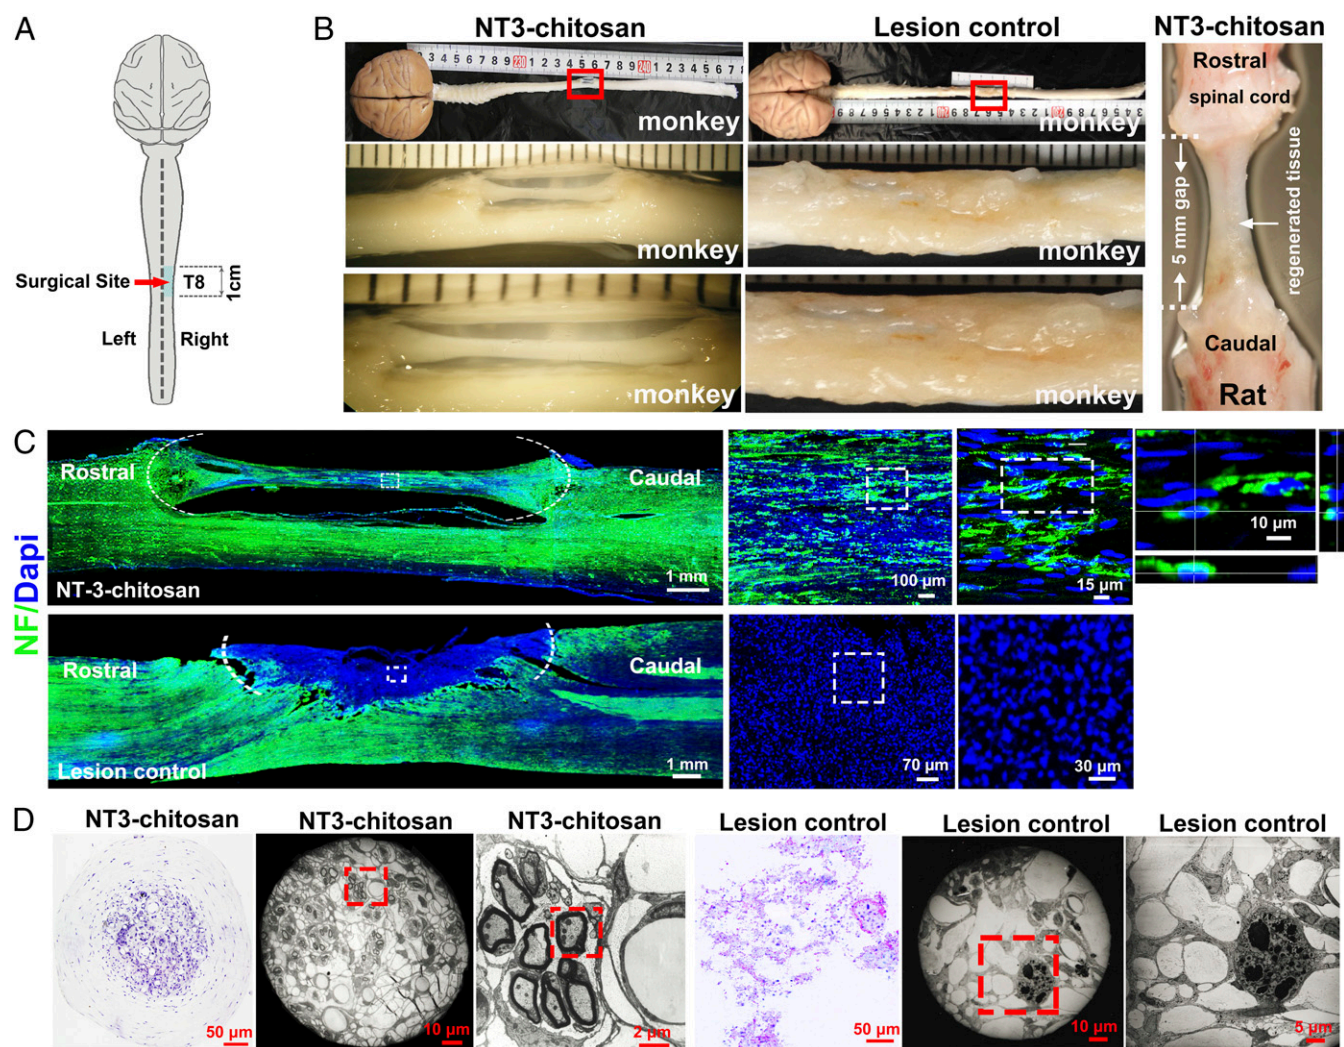 A
Surgical Site
T8
1cm
Left
Right
B
NT3-chitosan
Lesion control
NT3-chitosan
monkey
monkey
monkey
monkey
monkey
monkey
Rostral
spinal cord
5 mm gap
regenerated tissue
Caudal
Rat
C
NF/Dapi
Rostral
Caudal
NT-3-chitosan
1 mm
100 µm
15 µm
10 µm
Rostral
Caudal
Lesion control
1 mm
70 µm
30 µm
D
NT3-chitosan
NT3-chitosan
NT3-chitosan
Lesion control
Lesion control
Lesion control
50 µm
10 µm
2 µm
50 µm
10 µm
5 µm